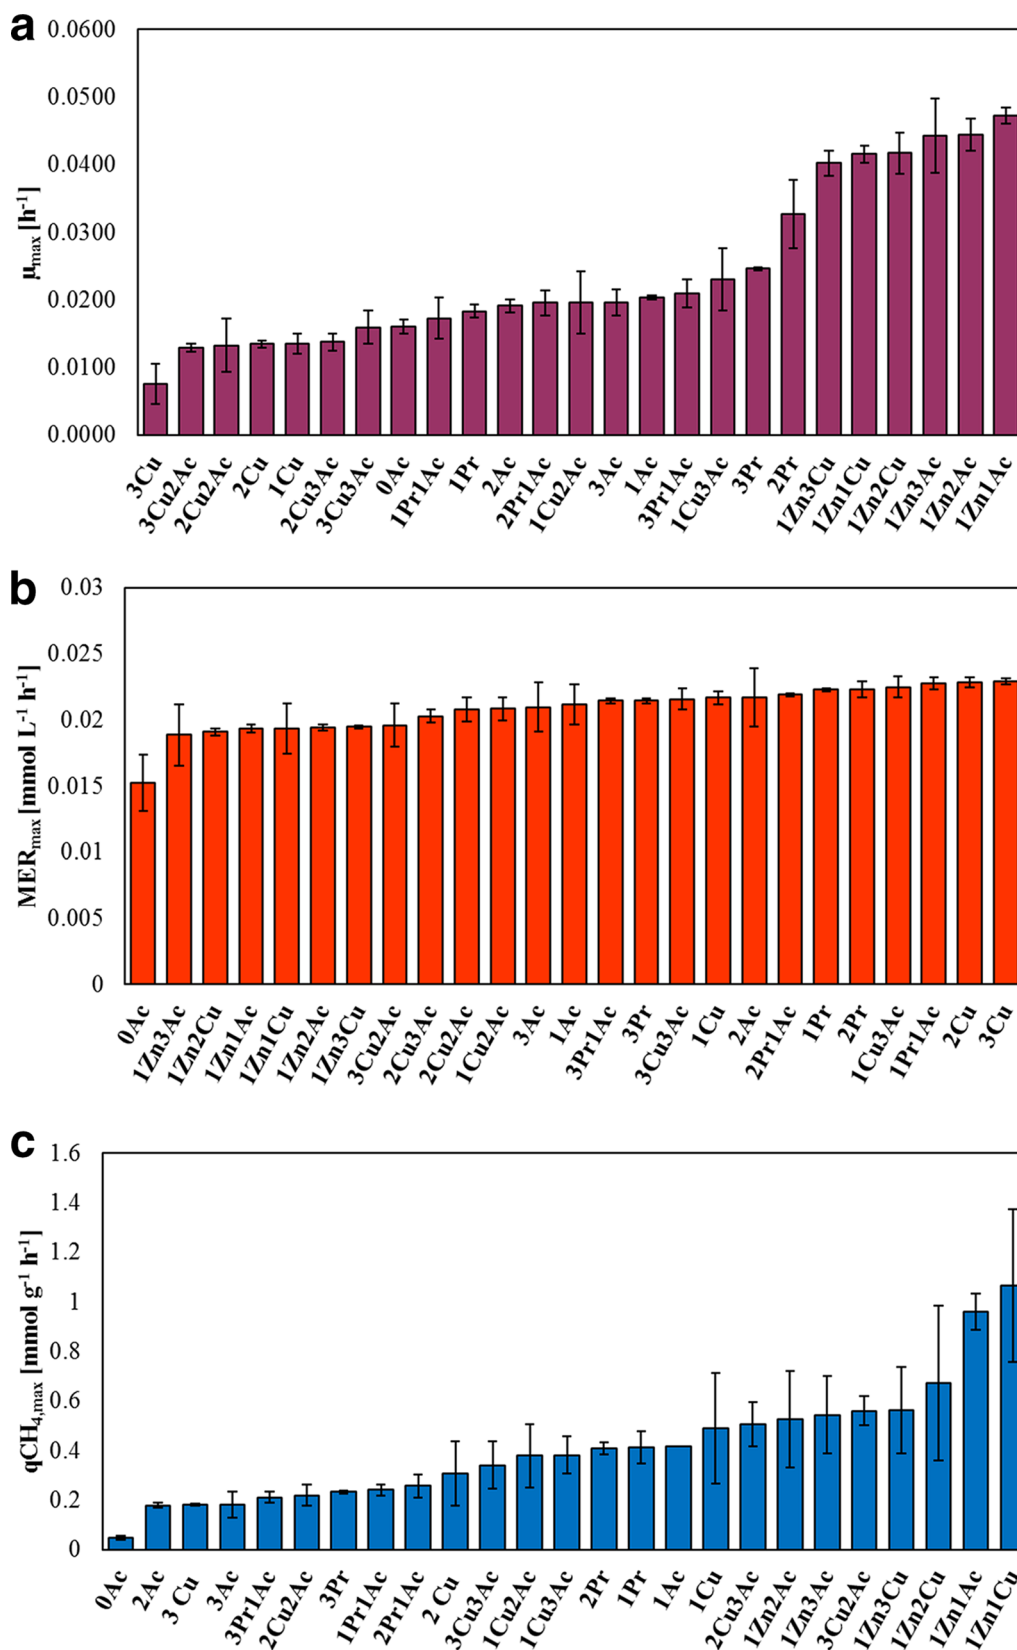 a
0.0600
0.0500
0.0400
0.0300
0.0200
0.0100
0.0000
μmax [h-1]
3Cu
3Cu2Ac
2Cu2Ac
2Cu
1Cu
2Cu3Ac
3Cu3Ac
0Ac
1Pr1Ac
1Pr
2Ac
2Pr1Ac
1Cu2Ac
3Ac
1Ac
3Pr1Ac
1Cu3Ac
3Pr
2Pr
1Zn3Cu
1Zn1Cu
1Zn2Cu
1Zn3Ac
1Zn2Ac
1Zn1Ac
b
0.03
0.025
0.02
0.015
0.01
0.005
0
MERmax [mmol L-1 h-1]
0Ac
1Zn3Ac
1Zn2Cu
1Zn1Ac
1Zn1Cu
1Zn2Ac
1Zn3Cu
3Cu2Ac
2Cu3Ac
2Cu2Ac
1Cu2Ac
3Ac
1Ac
3Pr1Ac
3Pr
3Cu3Ac
1Cu
2Ac
2Pr1Ac
1Pr
2Pr
1Cu3Ac
1Pr1Ac
2Cu
3Cu
c
1.6
1.4
1.2
1
0.8
0.6
0.4
0.2
0
qCH4,max [mmol g-1 h-1]
0Ac
2Ac
3 Cu
3Ac
3Pr1Ac
2Cu2Ac
3Pr
1Pr1Ac
2Pr1Ac
2 Cu
3Cu3Ac
1Cu2Ac
1Cu3Ac
2Pr
1Pr
1Ac
1Cu
2Cu3Ac
1Zn2Ac
1Zn3Ac
3Cu2Ac
1Zn3Cu
1Zn2Cu
1Zn1Ac
1Zn1Cu